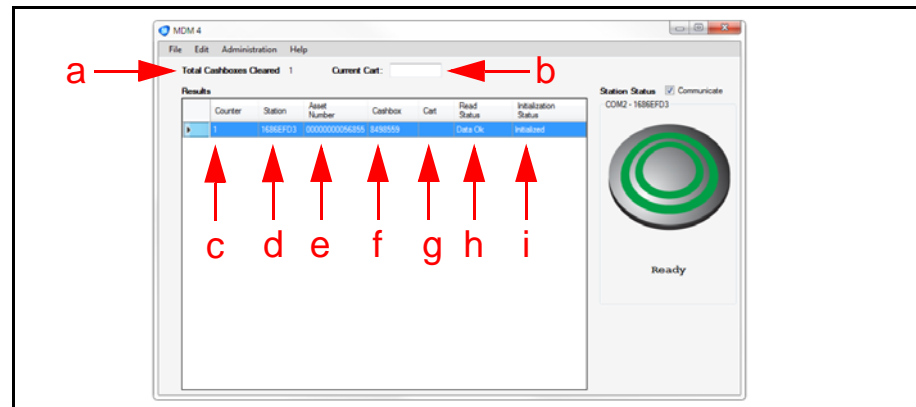 MDM 4
File Edit Administration Help
a Total Cashboxes Cleared 1 Current Cart: b
Results
Station Status Communicate
Counter Station Asset Number Cashbox Cart Read Status Initialization Status
COM2 - 1686EFD3
1 1686EFD3 00000000056855 8498559 Data Ok Initialized
c d e f g h i
Ready